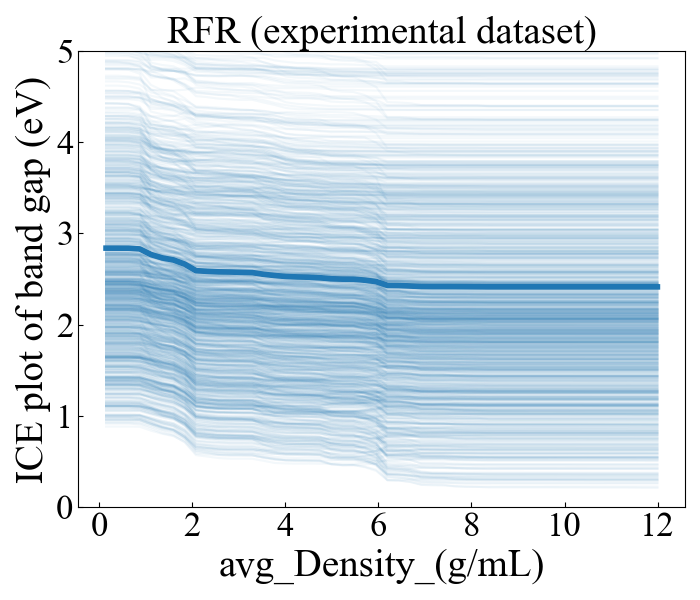 RFR (experimental dataset)
ICE plot of band gap (eV)
5
4
3
2
1
0
0 2 4 6 8 10 12
avg_Density_(g/mL)